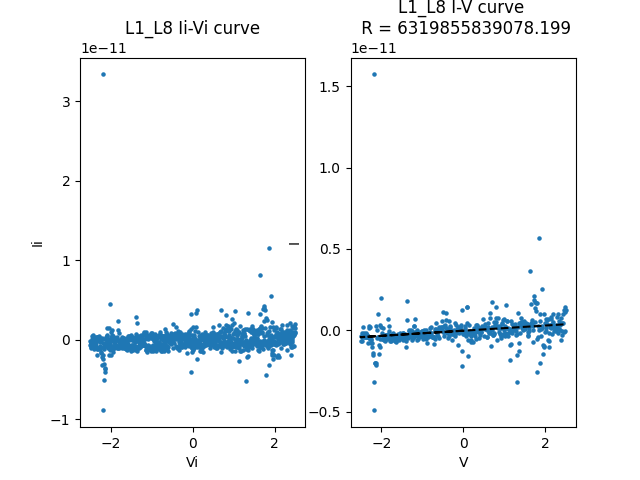 L1_L8 Ii-Vi curve
1e−11
3
2
1
0
−1
Ii
−2
0
2
Vi
L1_L8 I-V curve
R = 6319855839078.199
1e−11
1.5
1.0
0.5
0.0
−0.5
I
−2
0
2
V